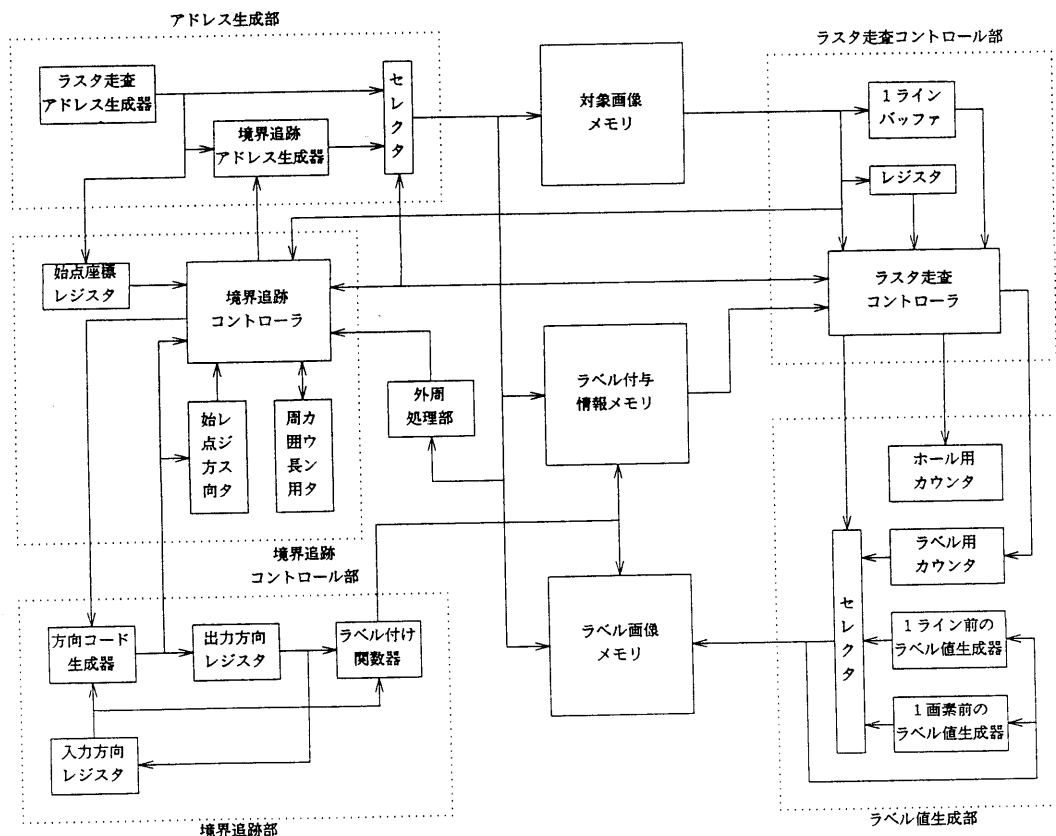 アドレス生成部
ラスタ走査
アドレス生成器
境界追跡
アドレス生成器
セレクタ
対象画像
メモリ
ラスタ走査コントロール部
1ライン
バッファ
レジスタ
ラスタ走査
コントローラ
始点座標
レジスタ
境界追跡
コントローラ
始点方向
レジスタ
周囲長用
カウンタ
境界追跡
コントロール部
外周
処理部
ラベル付与
情報メモリ
ホール用
カウンタ
ラベル用
カウンタ
セレクタ
1ライン前の
ラベル値生成器
1画素前の
ラベル値生成器
ラベル値生成部
ラベル画像
メモリ
方向コード
生成器
出力方向
レジスタ
ラベル付け
関数器
入力方向
レジスタ
境界追跡部